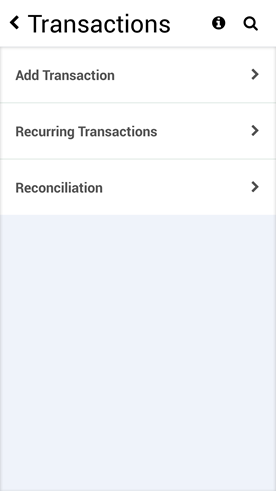 Transactions
Add Transaction
Recurring Transactions
Reconciliation